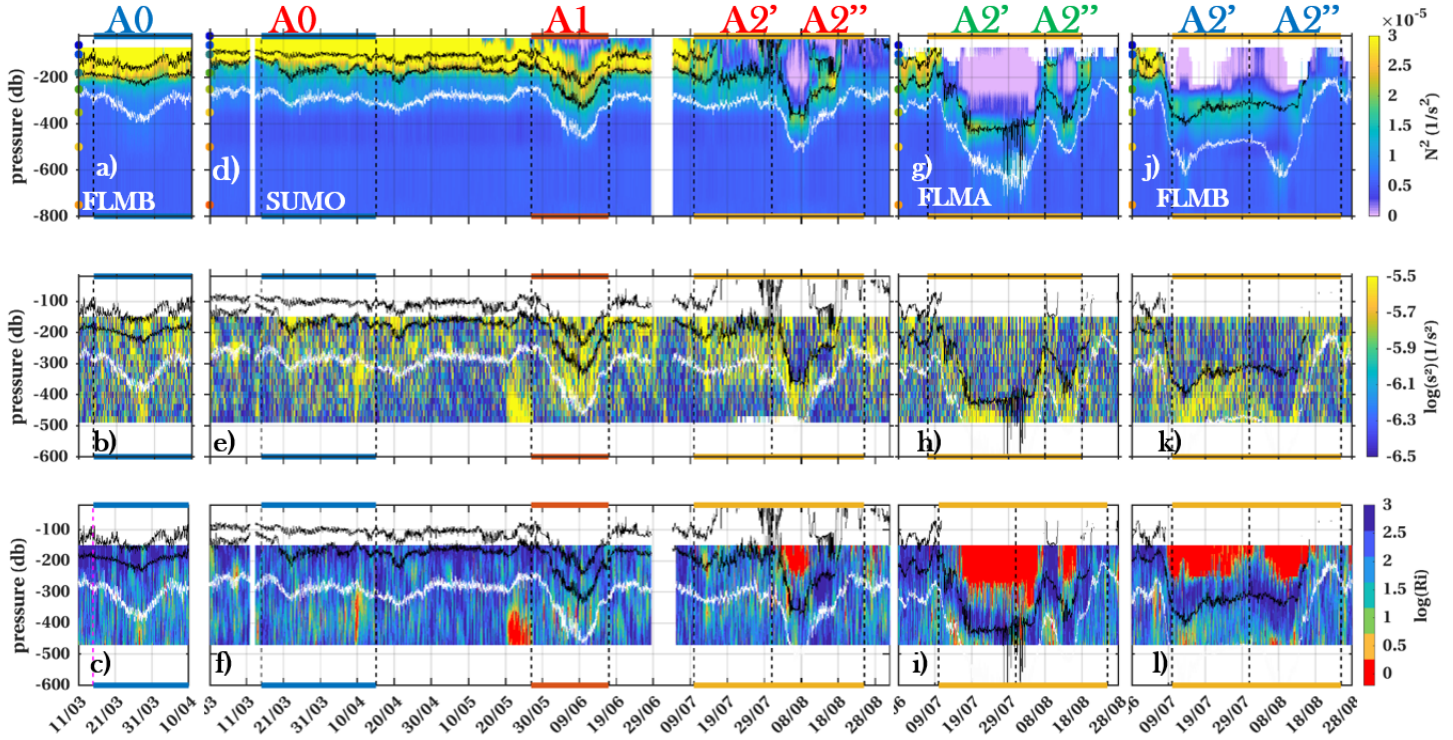 A0 A0 A1 A2' A2” A2' A2” A2' A2”
×10⁻⁵
pressure (db)
-200
-400
-600
-800
a)
FLMB
d)
SUMO
g)
FLMA
j)
FLMB
3
2.5
2
1.5
1
0.5
0
N² (1/s²)
pressure (db)
-100
-200
-300
-400
-500
-600
b)
e)
h)
k)
-5.5
-5.7
-5.9
-6.1
-6.3
-6.5
log(s²)(1/s²)
pressure (db)
-100
-200
-300
-400
-500
-600
c)
f)
i)
l)
3
2.5
2
1.5
1
0.5
0
log(Ri)
11/03 21/03 31/03 10/04
03 11/03 21/03 31/03 10/04 20/04 30/04 10/05 20/05 30/05 09/06 19/06 29/06 09/07 19/07 29/07 08/08 18/08 28/08
06 09/07 19/07 29/07 08/08 18/08 28/08
06 09/07 19/07 29/07 08/08 18/08 28/08